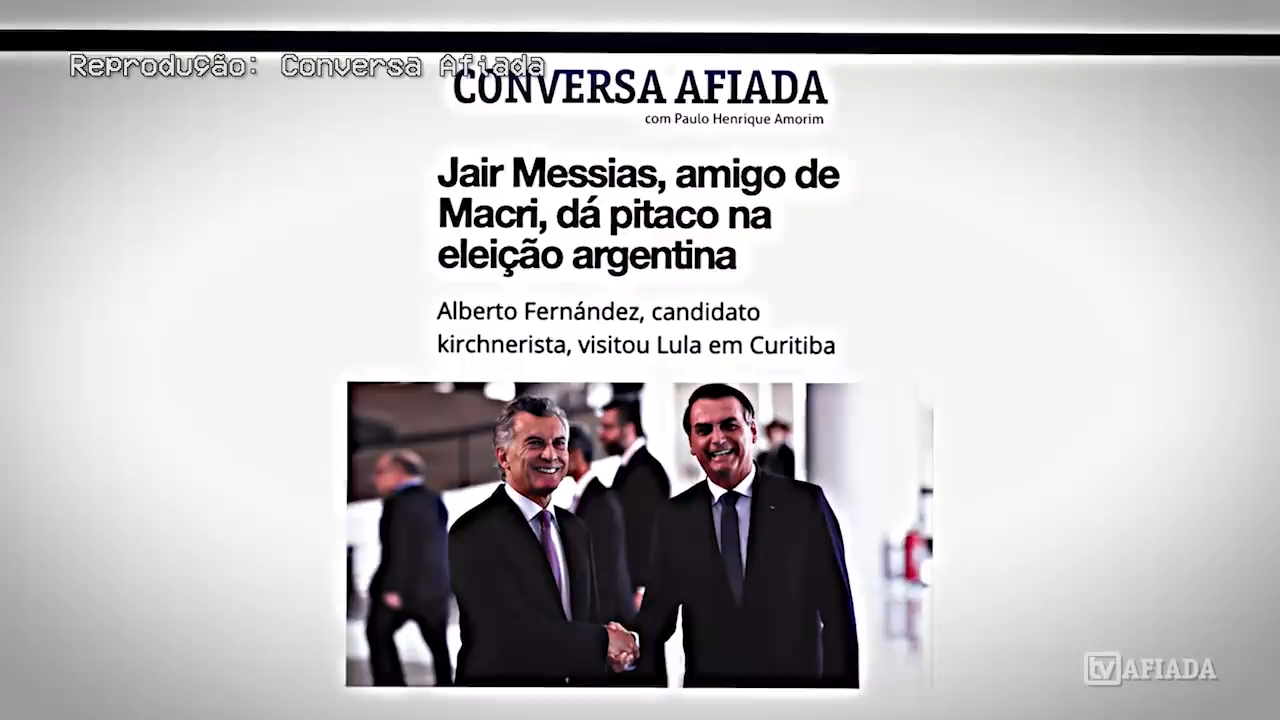 Reprodução: Conversa Afiada
CONVERSA AFIADA
com Paulo Henrique Amorim
Jair Messias, amigo de
Macri, dá pitaco na
eleição argentina
Alberto Fernández, candidato
kirchnerista, visitou Lula em Curitiba
tv AFIADA